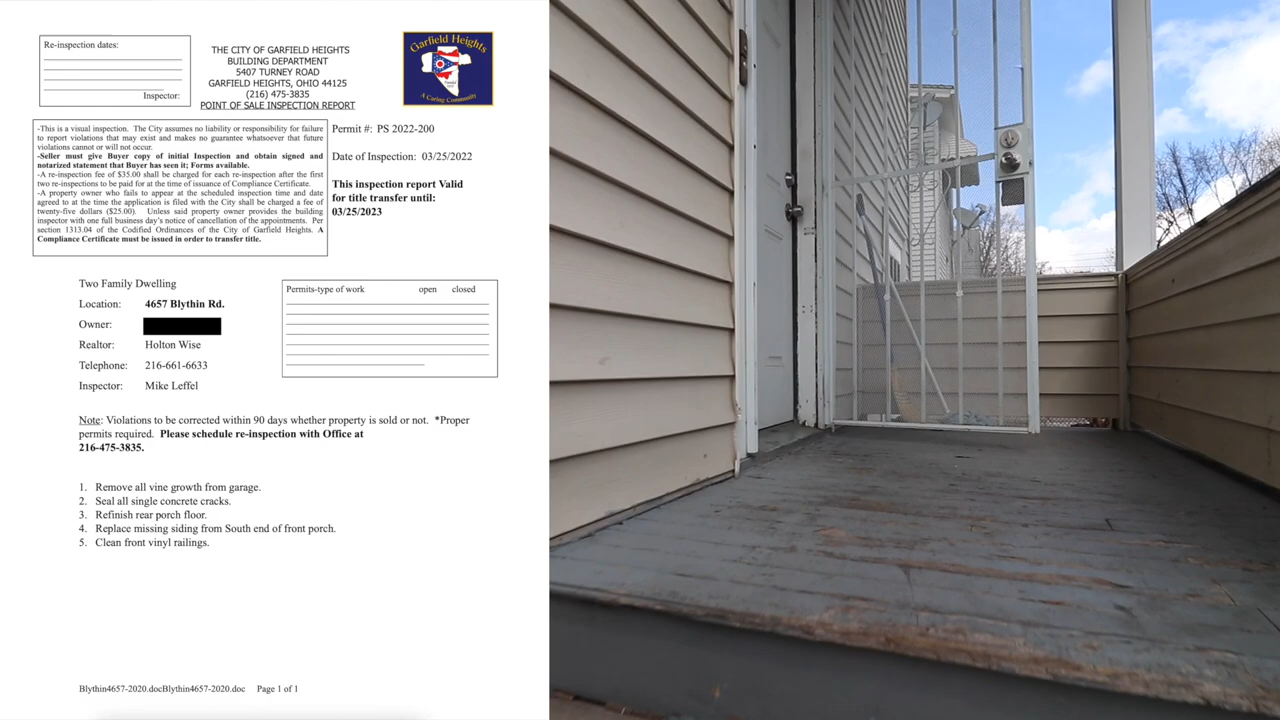 Re-inspection dates:
Inspector:
THE CITY OF GARFIELD HEIGHTS
BUILDING DEPARTMENT
5407 TURNEY ROAD
GARFIELD HEIGHTS, OHIO 44125
(216) 475-3835
POINT OF SALE INSPECTION REPORT
Garfield Heights
A Caring Community
-This is a visual inspection. The City assumes no liability or responsibility for failure
to report violations that may exist and makes no guarantee whatsoever that future
violations cannot or will not occur.
-Seller must give Buyer copy of initial Inspection and obtain signed and
notarized statement that Buyer has seen it; Forms available.
-A re-inspection fee of $35.00 shall be charged for each re-inspection after the first
two re-inspections to be paid for at the time of issuance of Compliance Certificate.
-A property owner who fails to appear at the scheduled inspection time and date
agreed to at the time the application is filed with the City shall be charged a fee of
twenty-five dollars ($25.00). Unless said property owner provides the building
inspector with one full business day's notice of cancellation of the appointments. Per
section 1313.04 of the Codified Ordinances of the City of Garfield Heights. A
Compliance Certificate must be issued in order to transfer title.
Permit #: PS 2022-200
Date of Inspection: 03/25/2022
This inspection report Valid
for title transfer until:
03/25/2023
Two Family Dwelling
Location: 4657 Blythin Rd.
Owner:
Realtor: Holton Wise
Telephone: 216-661-6633
Inspector: Mike Leffel
Permits-type of work open closed
Note: Violations to be corrected within 90 days whether property is sold or not. *Proper
permits required. Please schedule re-inspection with Office at
216-475-3835.
1. Remove all vine growth from garage.
2. Seal all single concrete cracks.
3. Refinish rear porch floor.
4. Replace missing siding from South end of front porch.
5. Clean front vinyl railings.
Blythin4657-2020.docBlythin4657-2020.doc Page 1 of 1